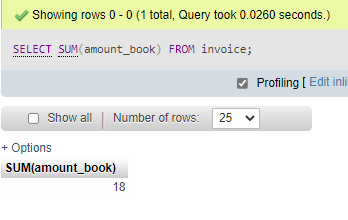 Showing rows 0 - 0 (1 total, Query took 0.0260 seconds.)
SELECT SUM(amount_book) FROM invoice;
Profiling [ Edit inli
Show all Number of rows: 25
+ Options
SUM(amount_book)
18